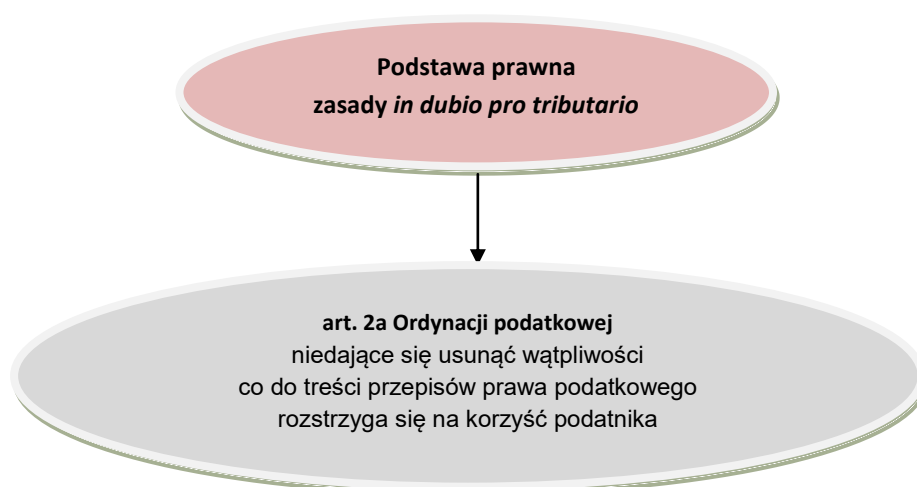 Podstawa prawna
zasady in dubio pro tributario
art. 2a Ordynacji podatkowej
niedające się usunąć wątpliwości
co do treści przepisów prawa podatkowego
rozstrzyga się na korzyść podatnika